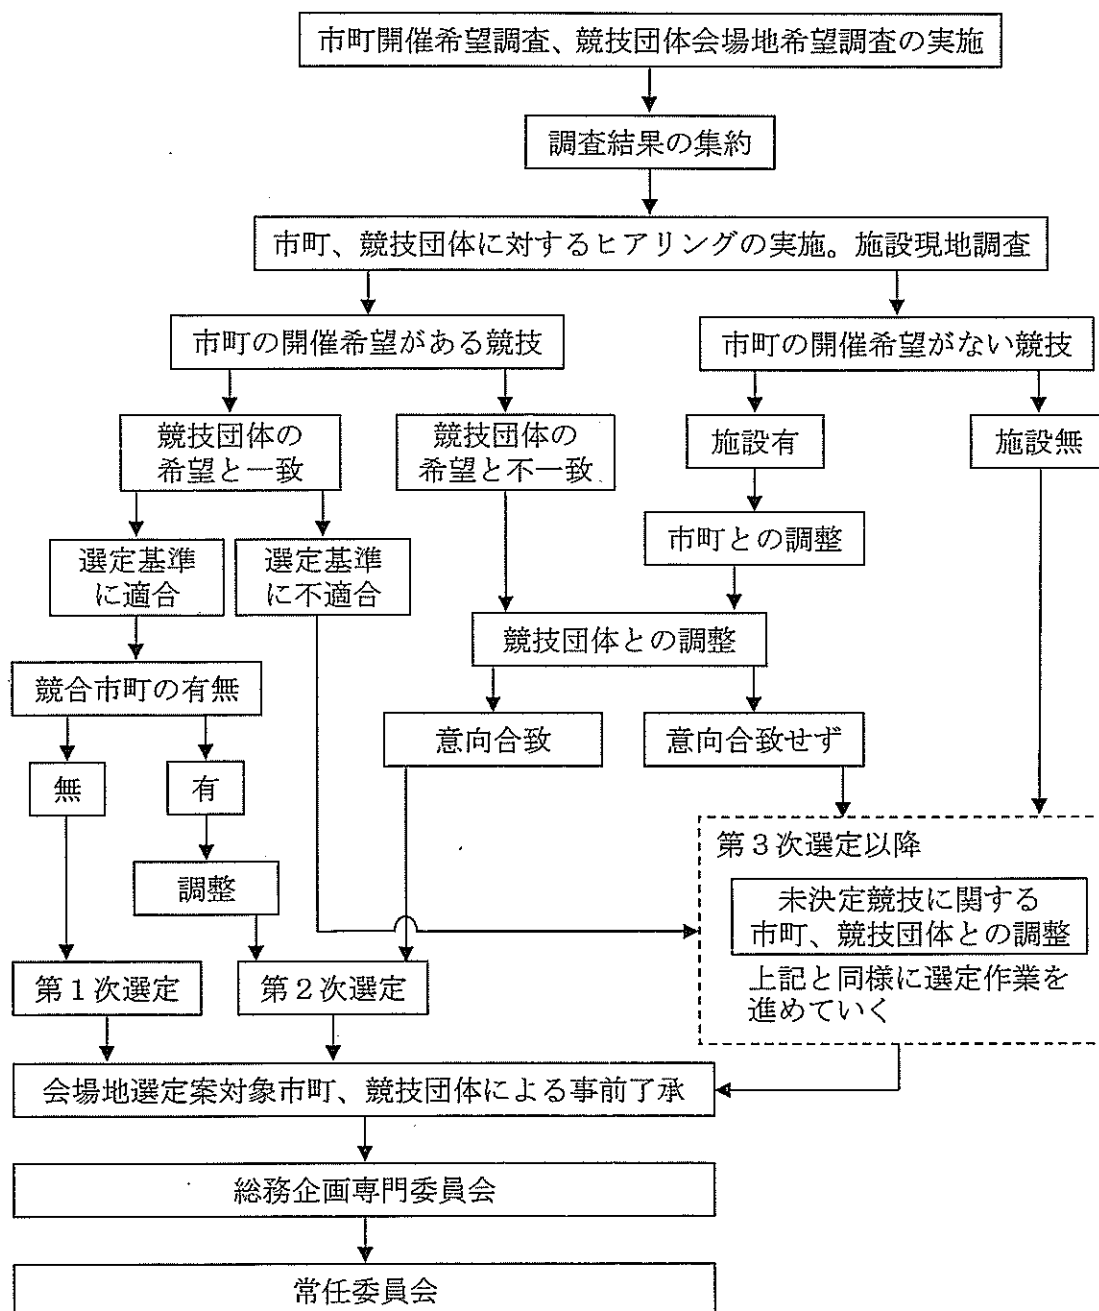 市町開催希望調査、競技団体会場地希望調査の実施
調査結果の集約
市町、競技団体に対するヒアリングの実施。施設現地調査
市町の開催希望がある競技
市町の開催希望がない競技
競技団体の
希望と一致
競技団体の
希望と不一致
施設有
施設無
選定基準
に適合
選定基準
に不適合
市町との調整
競技団体との調整
競合市町の有無
意向合致
意向合致せず
無
有
調整
第3次選定以降
未決定競技に関する
市町、競技団体との調整
上記と同様に選定作業を
進めていく
第1次選定
第2次選定
会場地選定案対象市町、競技団体による事前了承
総務企画専門委員会
常任委員会